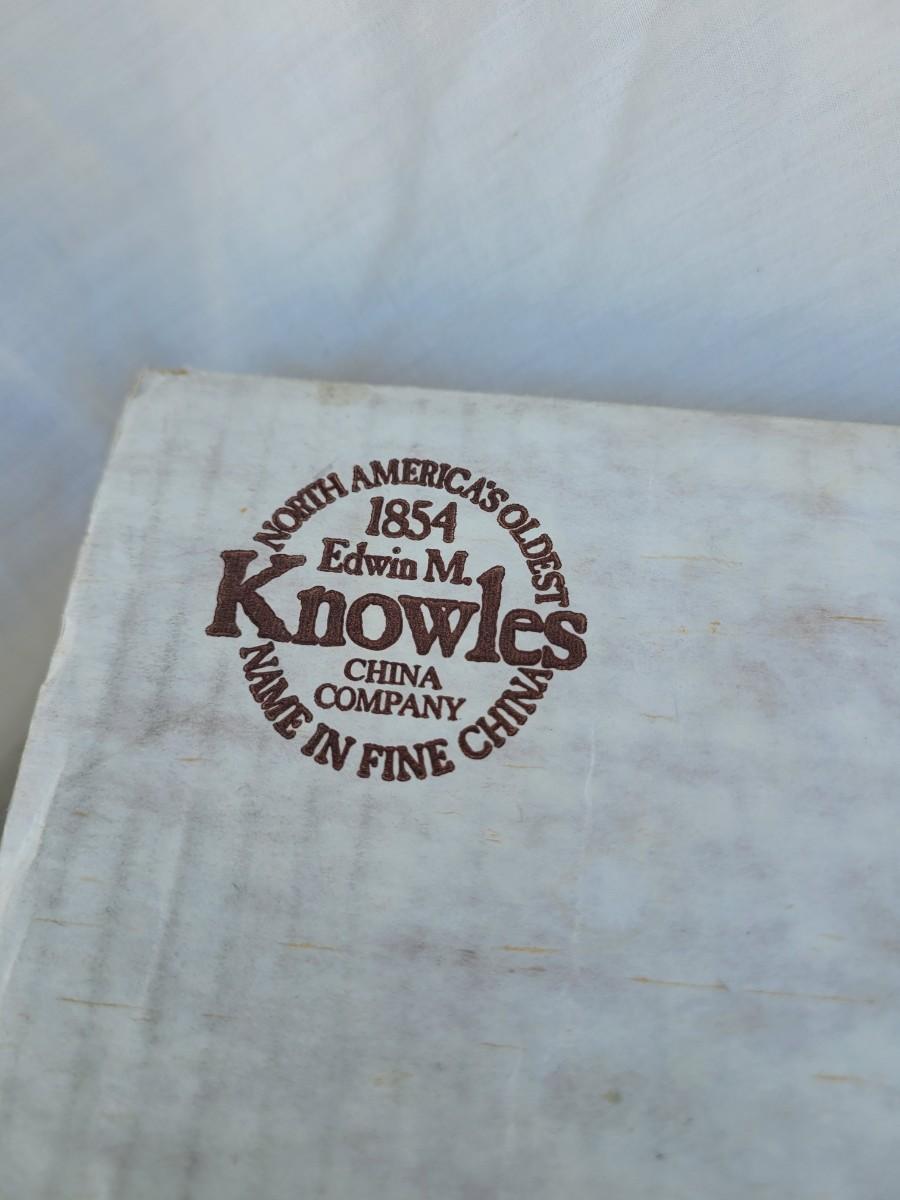 NORTH AMERICA'S OLDEST
1854
Edwin M.
Knowles
CHINA
COMPANY
NAME IN FINE CHINA